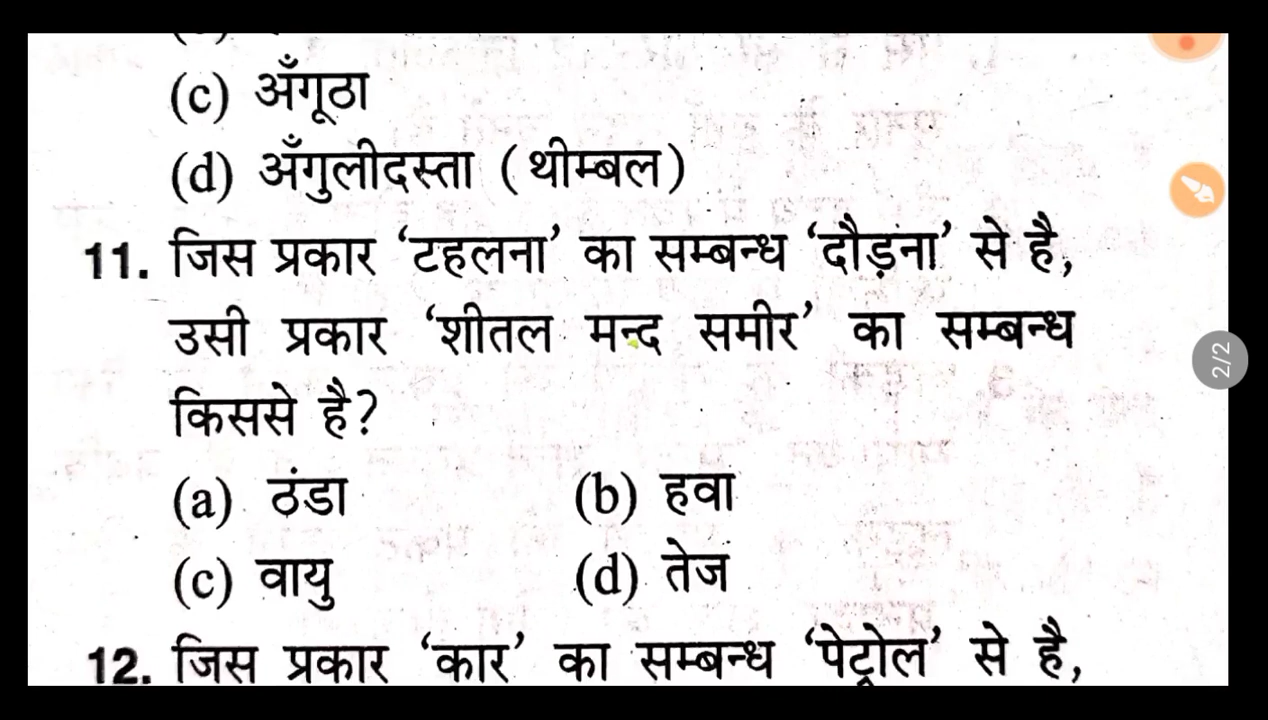 (c) अँगूठा
(d) अँगुलीदस्ता (थीम्बल)
11. जिस प्रकार ‘टहलना’ का सम्बन्ध ‘दौड़ना’ से है,
उसी प्रकार ‘शीतल मन्द समीर’ का सम्बन्ध
किससे है?
(a) ठंडा (b) हवा
(c) वायु (d) तेज
12. जिस प्रकार ‘कार’ का सम्बन्ध ‘पेट्रोल’ से है,
2/2